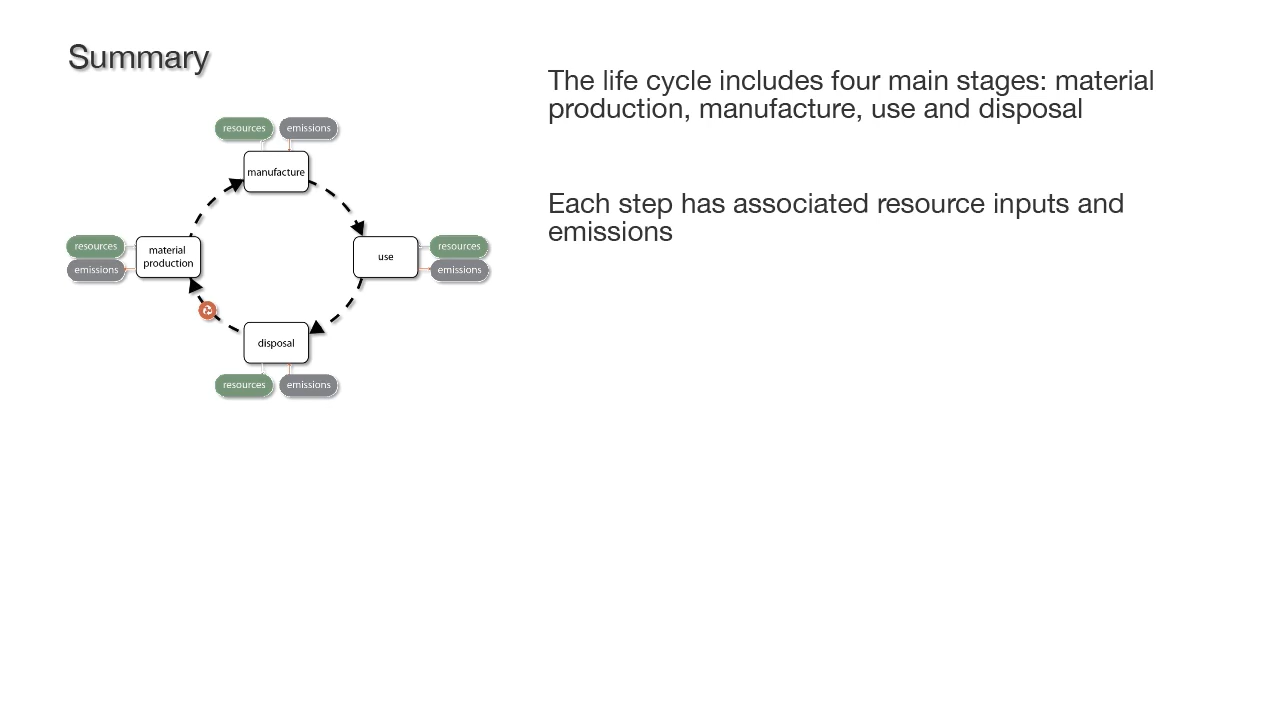 Summary
The life cycle includes four main stages: material
production, manufacture, use and disposal
Each step has associated resource inputs and
emissions
resources
emissions
manufacture
resources
emissions
material
production
use
resources
emissions
disposal
resources
emissions